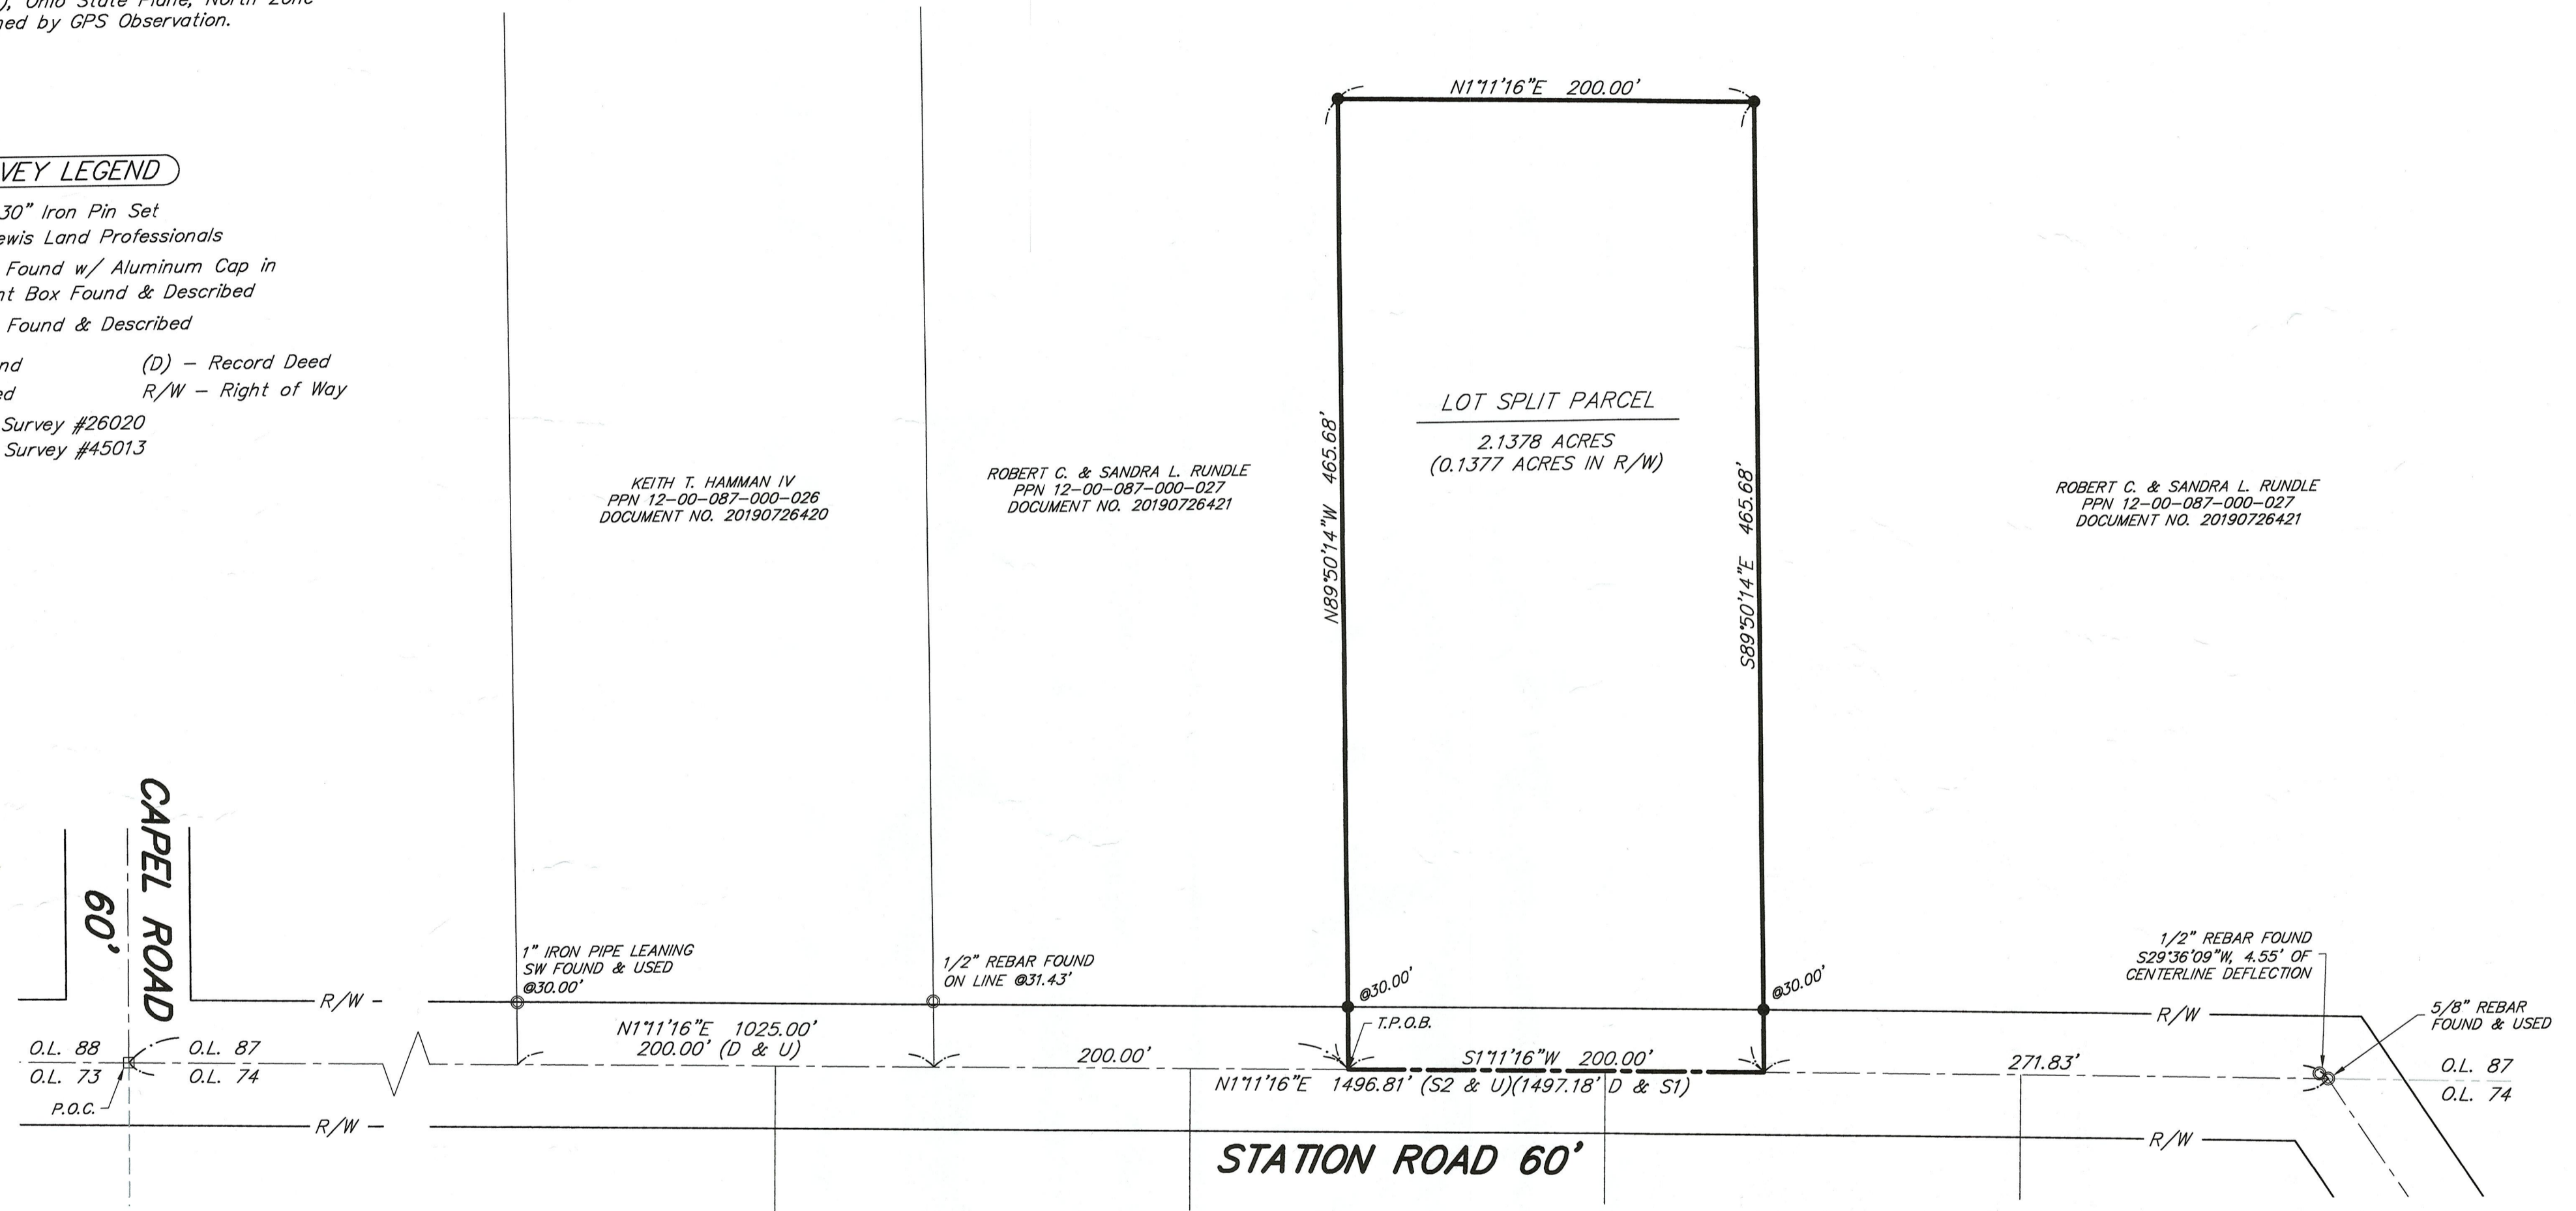 Ohio State Plane, North Zone
by GPS Observation.
LEGEND
30" Iron Pin Set
Land Professionals
Found w/ Aluminum Cap in
Box Found & Described
Found & Described
(D) – Record Deed
R/W – Right of Way
Survey #26020
Survey #45013
N1°11'16"E 200.00'
LOT SPLIT PARCEL
2.1378 ACRES
(0.1377 ACRES IN R/W)
N89°50'14"W 465.68'
S89°50'14"E 465.68'
KEITH T. HAMMAN IV
PPN 12-00-087-000-026
DOCUMENT NO. 20190726420
ROBERT C. & SANDRA L. RUNDLE
PPN 12-00-087-000-027
DOCUMENT NO. 20190726421
ROBERT C. & SANDRA L. RUNDLE
PPN 12-00-087-000-027
DOCUMENT NO. 20190726421
CAPEL ROAD
60'
1" IRON PIPE LEANING
SW FOUND & USED
@30.00'
1/2" REBAR FOUND
ON LINE @31.43'
@30.00'
@30.00'
1/2" REBAR FOUND
S29°36'09"W, 4.55' OF
CENTERLINE DEFLECTION
5/8" REBAR
FOUND & USED
R/W
R/W
O.L. 88
O.L. 87
O.L. 73
O.L. 74
P.O.C.
N1°11'16"E 1025.00'
200.00' (D & U)
200.00'
T.P.O.B.
S1°11'16"W 200.00'
N1°11'16"E 1496.81' (S2 & U)(1497.18' D & S1)
271.83'
O.L. 87
O.L. 74
R/W
R/W
STATION ROAD 60'